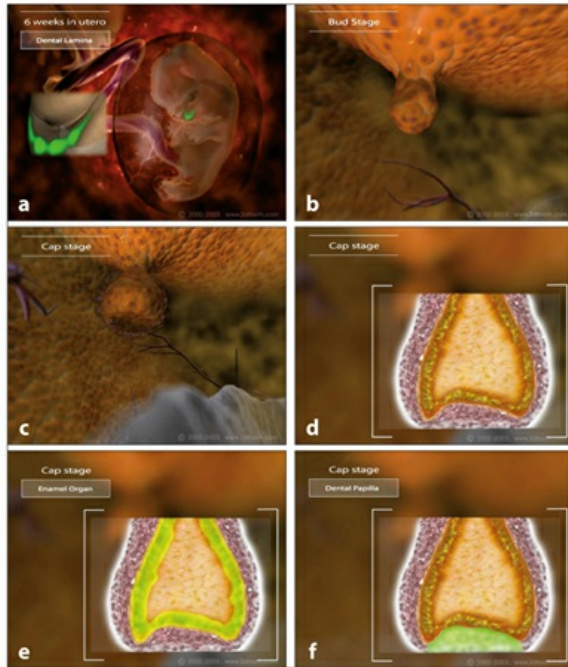 6 weeks in utero
Dental Lamina
a
Bud Stage
b
Cap stage
c
Cap stage
d
Cap stage
Enamel Organ
e
Cap stage
Dental Papilla
f